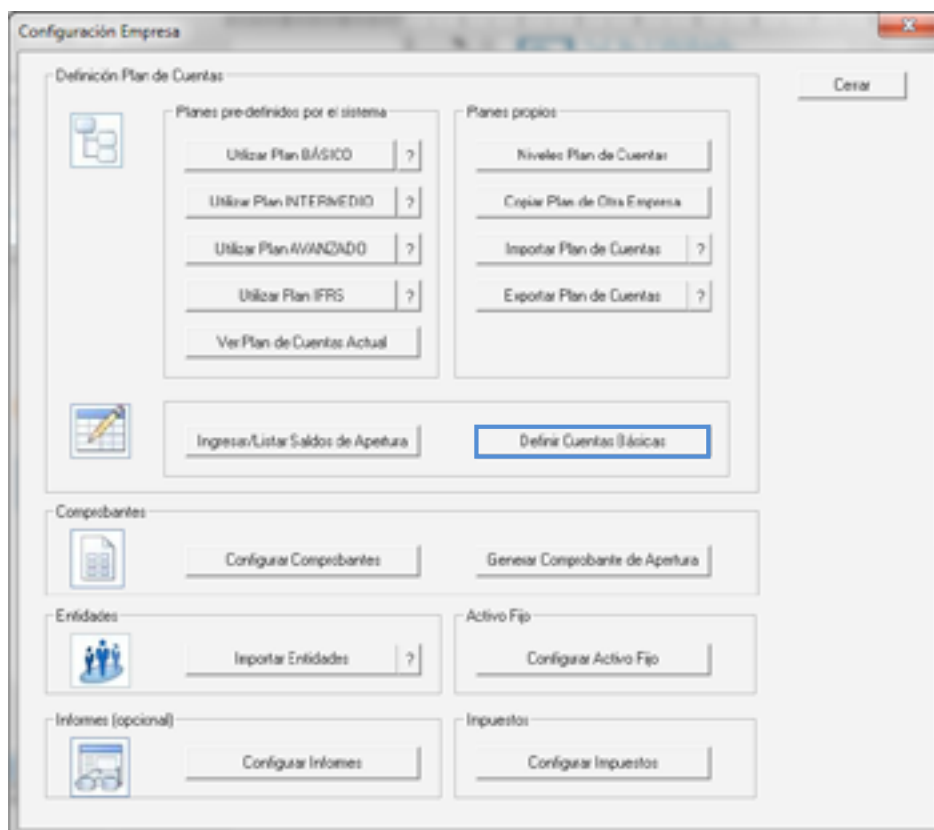 Configuración Empresa
Definición Plan de Cuentas
Cerrar
Planes pre-definidos por el sistema
Planes propios
Utilizar Plan BÁSICO ?
Niveles Plan de Cuentas
Utilizar Plan INTERMEDIO ?
Copiar Plan de Otra Empresa
Utilizar Plan AVANZADO ?
Importar Plan de Cuentas ?
Utilizar Plan IFRS ?
Exportar Plan de Cuentas ?
Ver Plan de Cuentas Actual
Ingresar/Listar Saldos de Apertura
Definir Cuentas Básicas
Comprobantes
Configurar Comprobantes
Generar Comprobante de Apertura
Entidades
Activo Fijo
Importar Entidades ?
Configurar Activo Fijo
Informes (opcional)
Impuestos
Configurar Informes
Configurar Impuestos